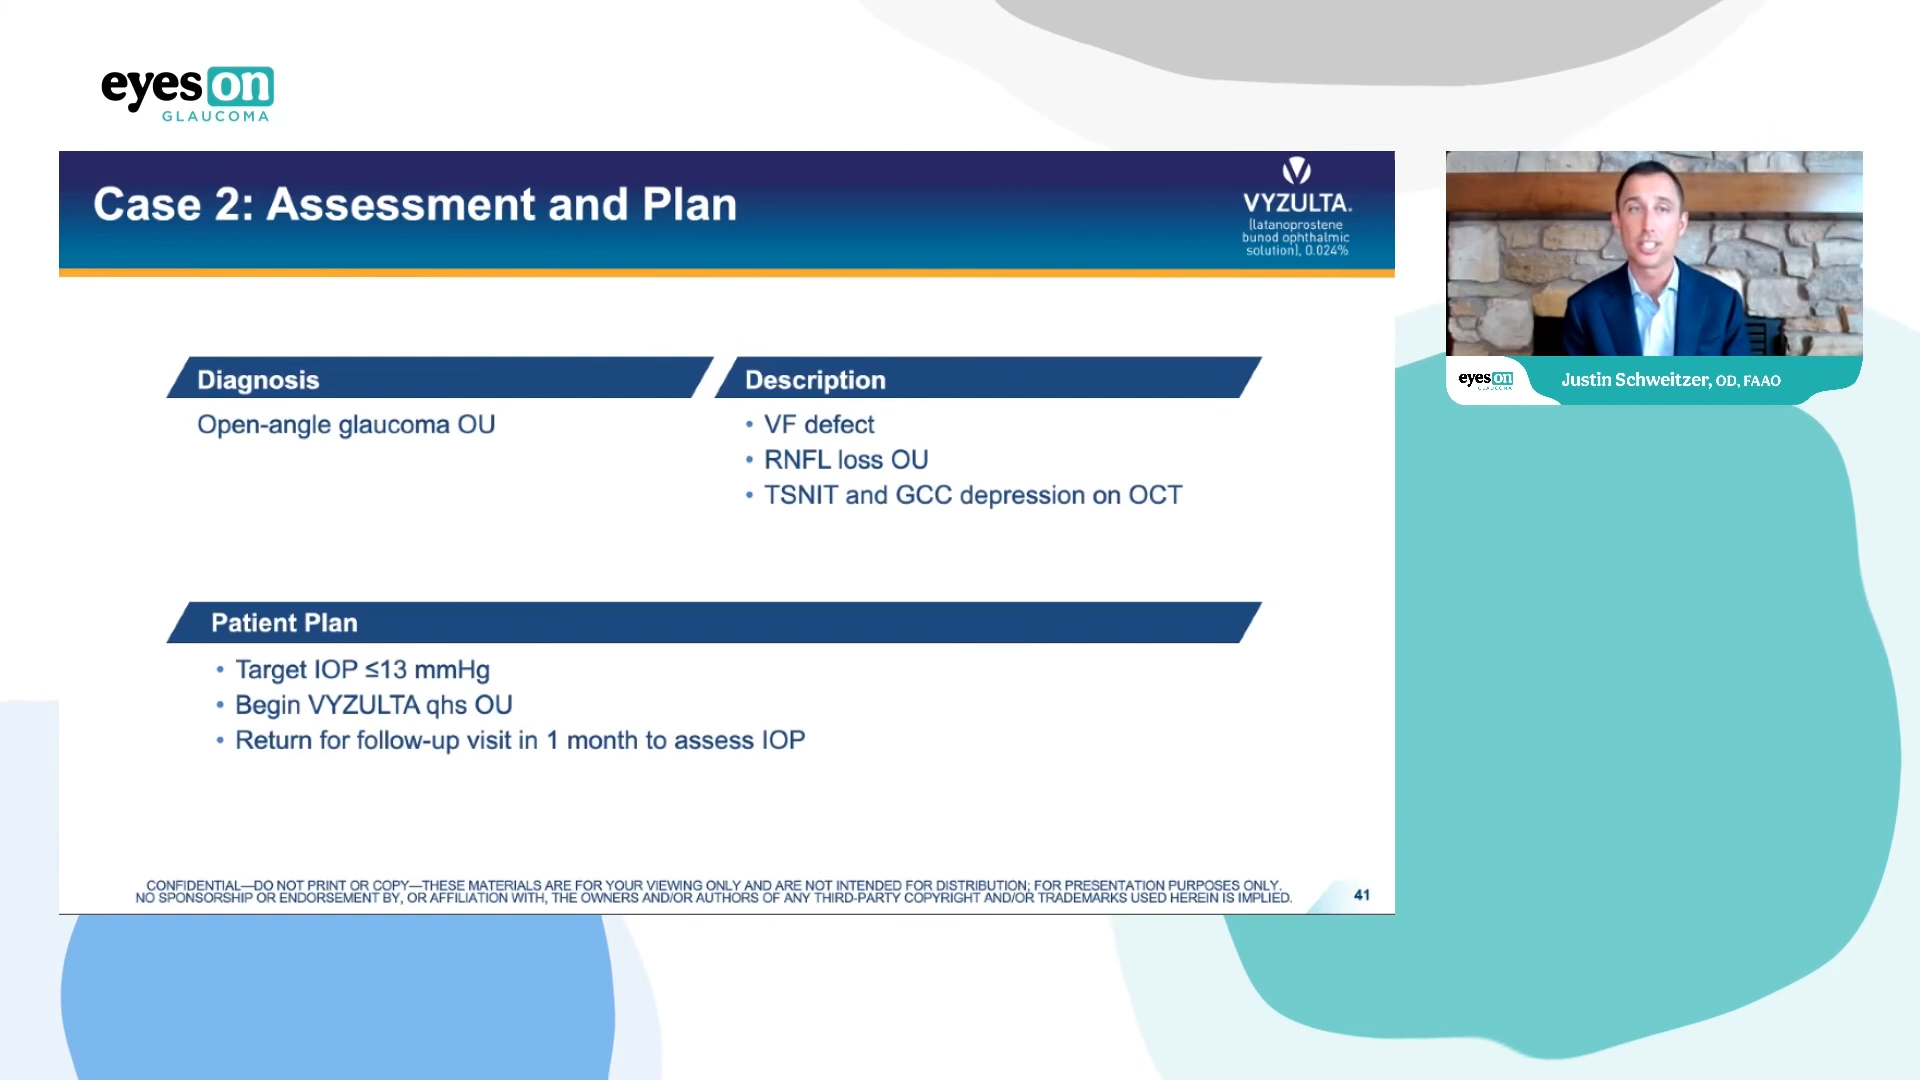 eyes on
GLAUCOMA
Case 2: Assessment and Plan
VYZULTA.
(latanoprostene
bunod ophthalmic
solution), 0.024%
Diagnosis
Open-angle glaucoma OU
Description
• VF defect
• RNFL loss OU
• TSNIT and GCC depression on OCT
Patient Plan
• Target IOP ≤13 mmHg
• Begin VYZULTA qhs OU
• Return for follow-up visit in 1 month to assess IOP
CONFIDENTIAL—DO NOT PRINT OR COPY—THESE MATERIALS ARE FOR YOUR VIEWING ONLY AND ARE NOT INTENDED FOR DISTRIBUTION; FOR PRESENTATION PURPOSES ONLY.
NO SPONSORSHIP OR ENDORSEMENT BY, OR AFFILIATION WITH, THE OWNERS AND/OR AUTHORS OF ANY THIRD-PARTY COPYRIGHT AND/OR TRADEMARKS USED HEREIN IS IMPLIED.
41
eyes on
GLAUCOMA
Justin Schweitzer, OD, FAAO